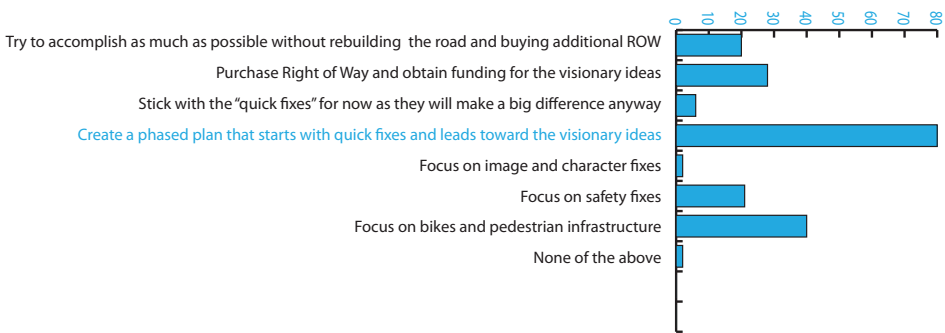 0 10 20 30 40 50 60 70 80
Try to accomplish as much as possible without rebuilding the road and buying additional ROW
Purchase Right of Way and obtain funding for the visionary ideas
Stick with the “quick fixes” for now as they will make a big difference anyway
Create a phased plan that starts with quick fixes and leads toward the visionary ideas
Focus on image and character fixes
Focus on safety fixes
Focus on bikes and pedestrian infrastructure
None of the above